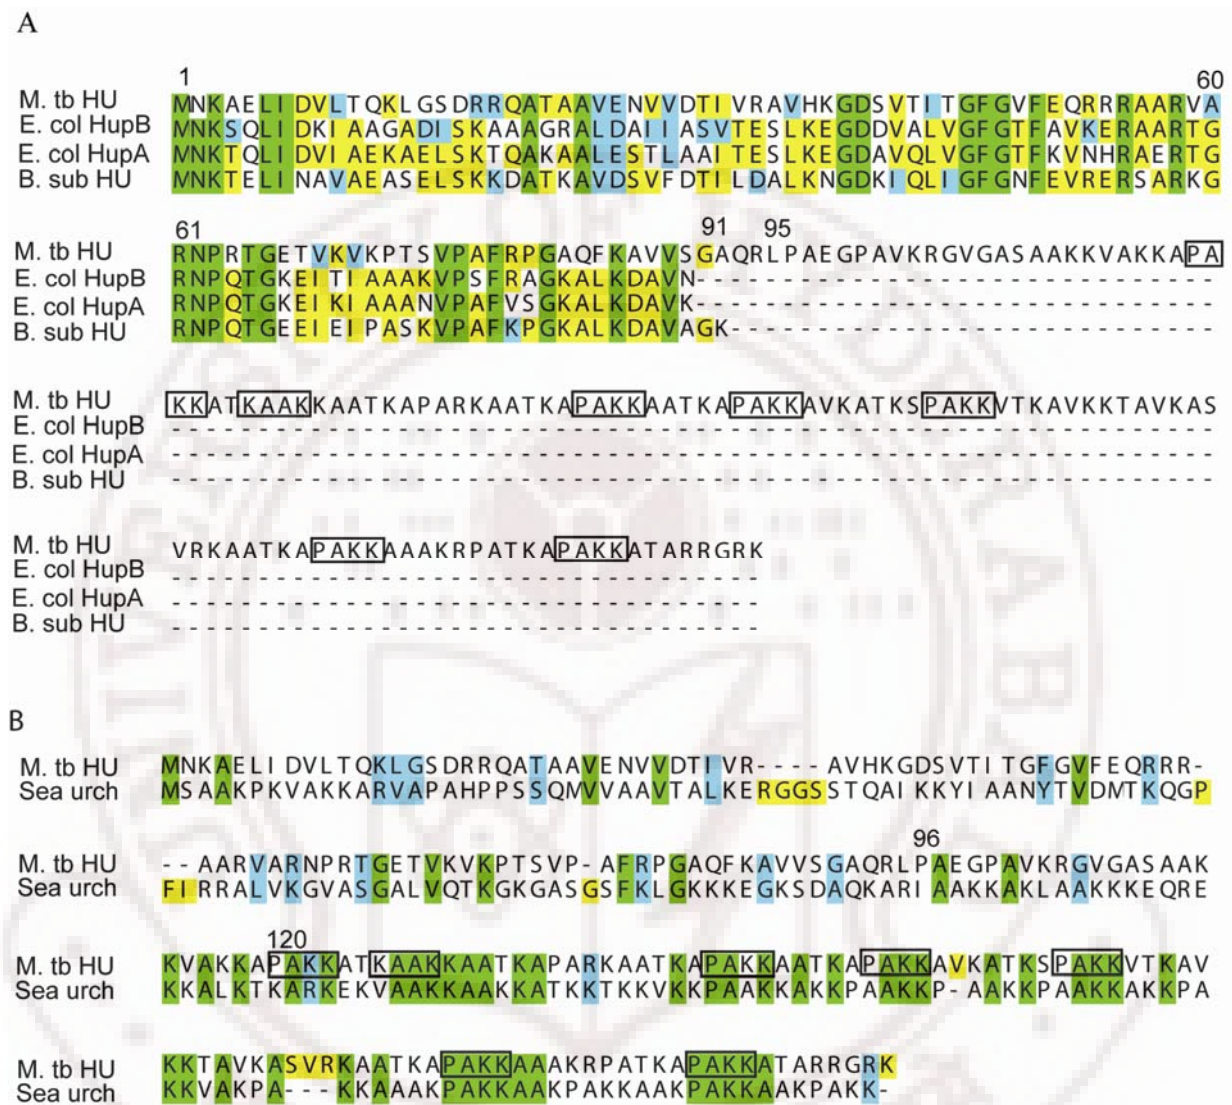 A
1 60
M. tb HU MNKAELIDVLTQKLGSDRRQATAAVENVVDTIVRAVHKGDSVTITGFGVFEQRRRAARVA
E. col HupB MNKSQLIDKIAAGADISKAAAGRALDAIIASVTESLKEGDDVALVGFGTFAVKERAARTG
E. col HupA MNKTQLIDVIAEKAELSKTQAKAALESTLAAITESLKEGDAVQLVGFGTFKVNHRAERTG
B. sub HU MNKTELINAVAEASELSKKDATKAVDSVFDTILDALKNGDKIQLIGFGNFEVRERSARKG
61 91 95
M. tb HU RNPRTGETVKVKPTSVPAFRPGAQFKAVVSGAQRLPAEGPAVKRGVGASAAKKVAKKAPA
E. col HupB RNPQTGKEITIAAAKVPSFRAGKALKDAVN------------------------------
E. col HupA RNPQTGKEIKIAAANVPAFVSGKALKDAVK------------------------------
B. sub HU RNPQTGEEIEIPASKVPAFKPGKALKDAVAGK----------------------------
M. tb HU KKATKAAKKAATKAPARKAATKAPAKKAATKAPAKKAVKATKSPAKKVTKAVKKTAVKAS
E. col HupB ------------------------------------------------------------
E. col HupA ------------------------------------------------------------
B. sub HU ------------------------------------------------------------
M. tb HU VRKAATKAPAKKAAAKRPATKAPAKKATARRGRK
E. col HupB ----------------------------------
E. col HupA ----------------------------------
B. sub HU ----------------------------------
B
M. tb HU MNKAELIDVLTQKLGSDRRQATAAVENVVDTIVR----AVHKGDSVTITGFGVFEQRRR-
Sea urch MSAAKPKVAKKARVAPAHPPSSQMVVAAVTALKERGGSSTQAIKKYIAANYTVDMTKQGP
96
M. tb HU --AARVARNPRTGETVKVKPTSVP-AFRPGAQFKAVVSGAQRLPAEGPAVKRGVGASAAK
Sea urch FIRRALVKGVASGALVQTKGKGASGSFKLGKKKEGKSDAQKARIAAKKAKLAAKKKEQRE
120
M. tb HU KVAKKAPAKKATKAAKKAATKAPARKAATKAPAKKAATKAPAKKAVKATKSPAKKVTKAV
Sea urch KKALKTKARKEKVAAKKAAKKATKKTKKVKKPAAKKAKKPAAKKP-AAKKPAAKKAKKPA
M. tb HU KKTAVKASVRKAATKAPAKKAAAKRPATKAPAKKATARRGRK
Sea urch KKVAKPA---KKAAAKPAKKAAKPAKKAAKPAKKAAKPAKK-